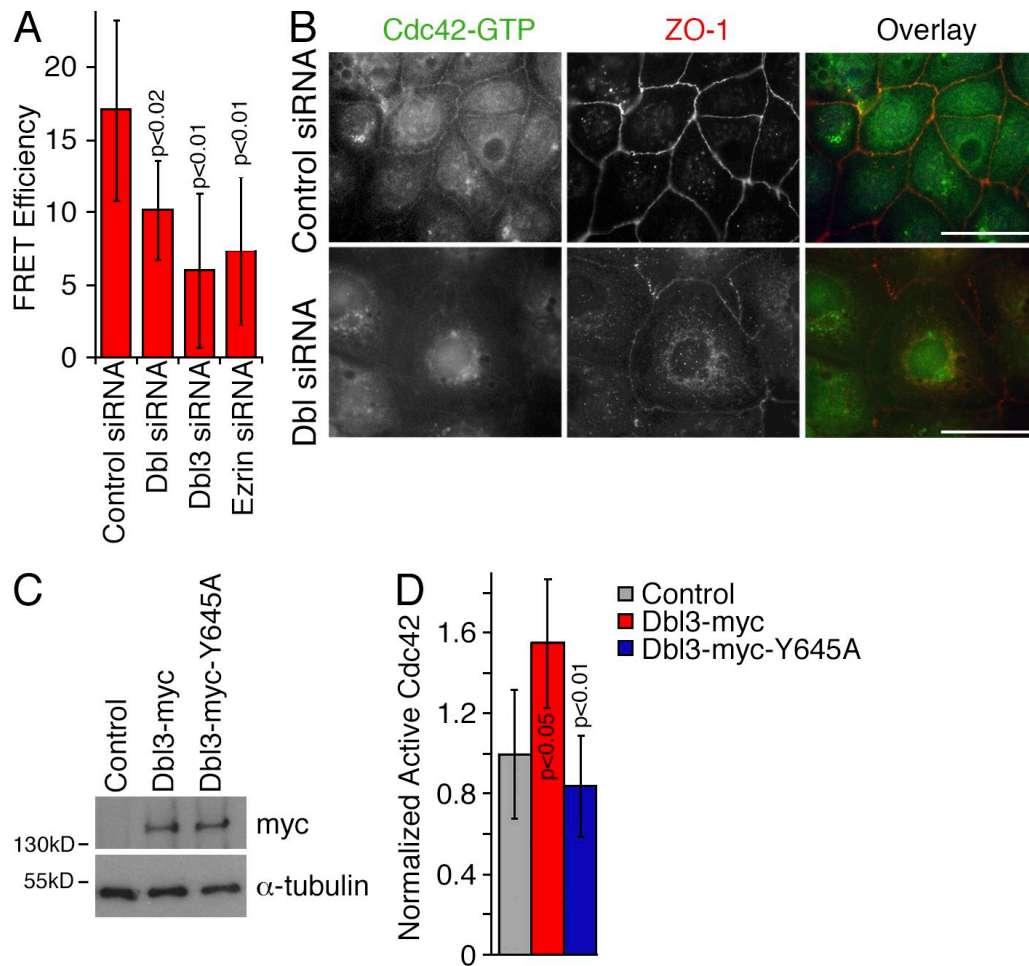 A
FRET Efficiency
20
15
10
5
0
p<0.02
p<0.01
p<0.01
Control siRNA
Dbl siRNA
Dbl3 siRNA
Ezrin siRNA
B
Cdc42-GTP
ZO-1
Overlay
Control siRNA
Dbl siRNA
C
Control
Dbl3-myc
Dbl3-myc-Y645A
130kD
55kD
myc
α-tubulin
D
Normalized Active Cdc42
1.6
1.2
0.8
0.4
0
p<0.05
p<0.01
Control
Dbl3-myc
Dbl3-myc-Y645A